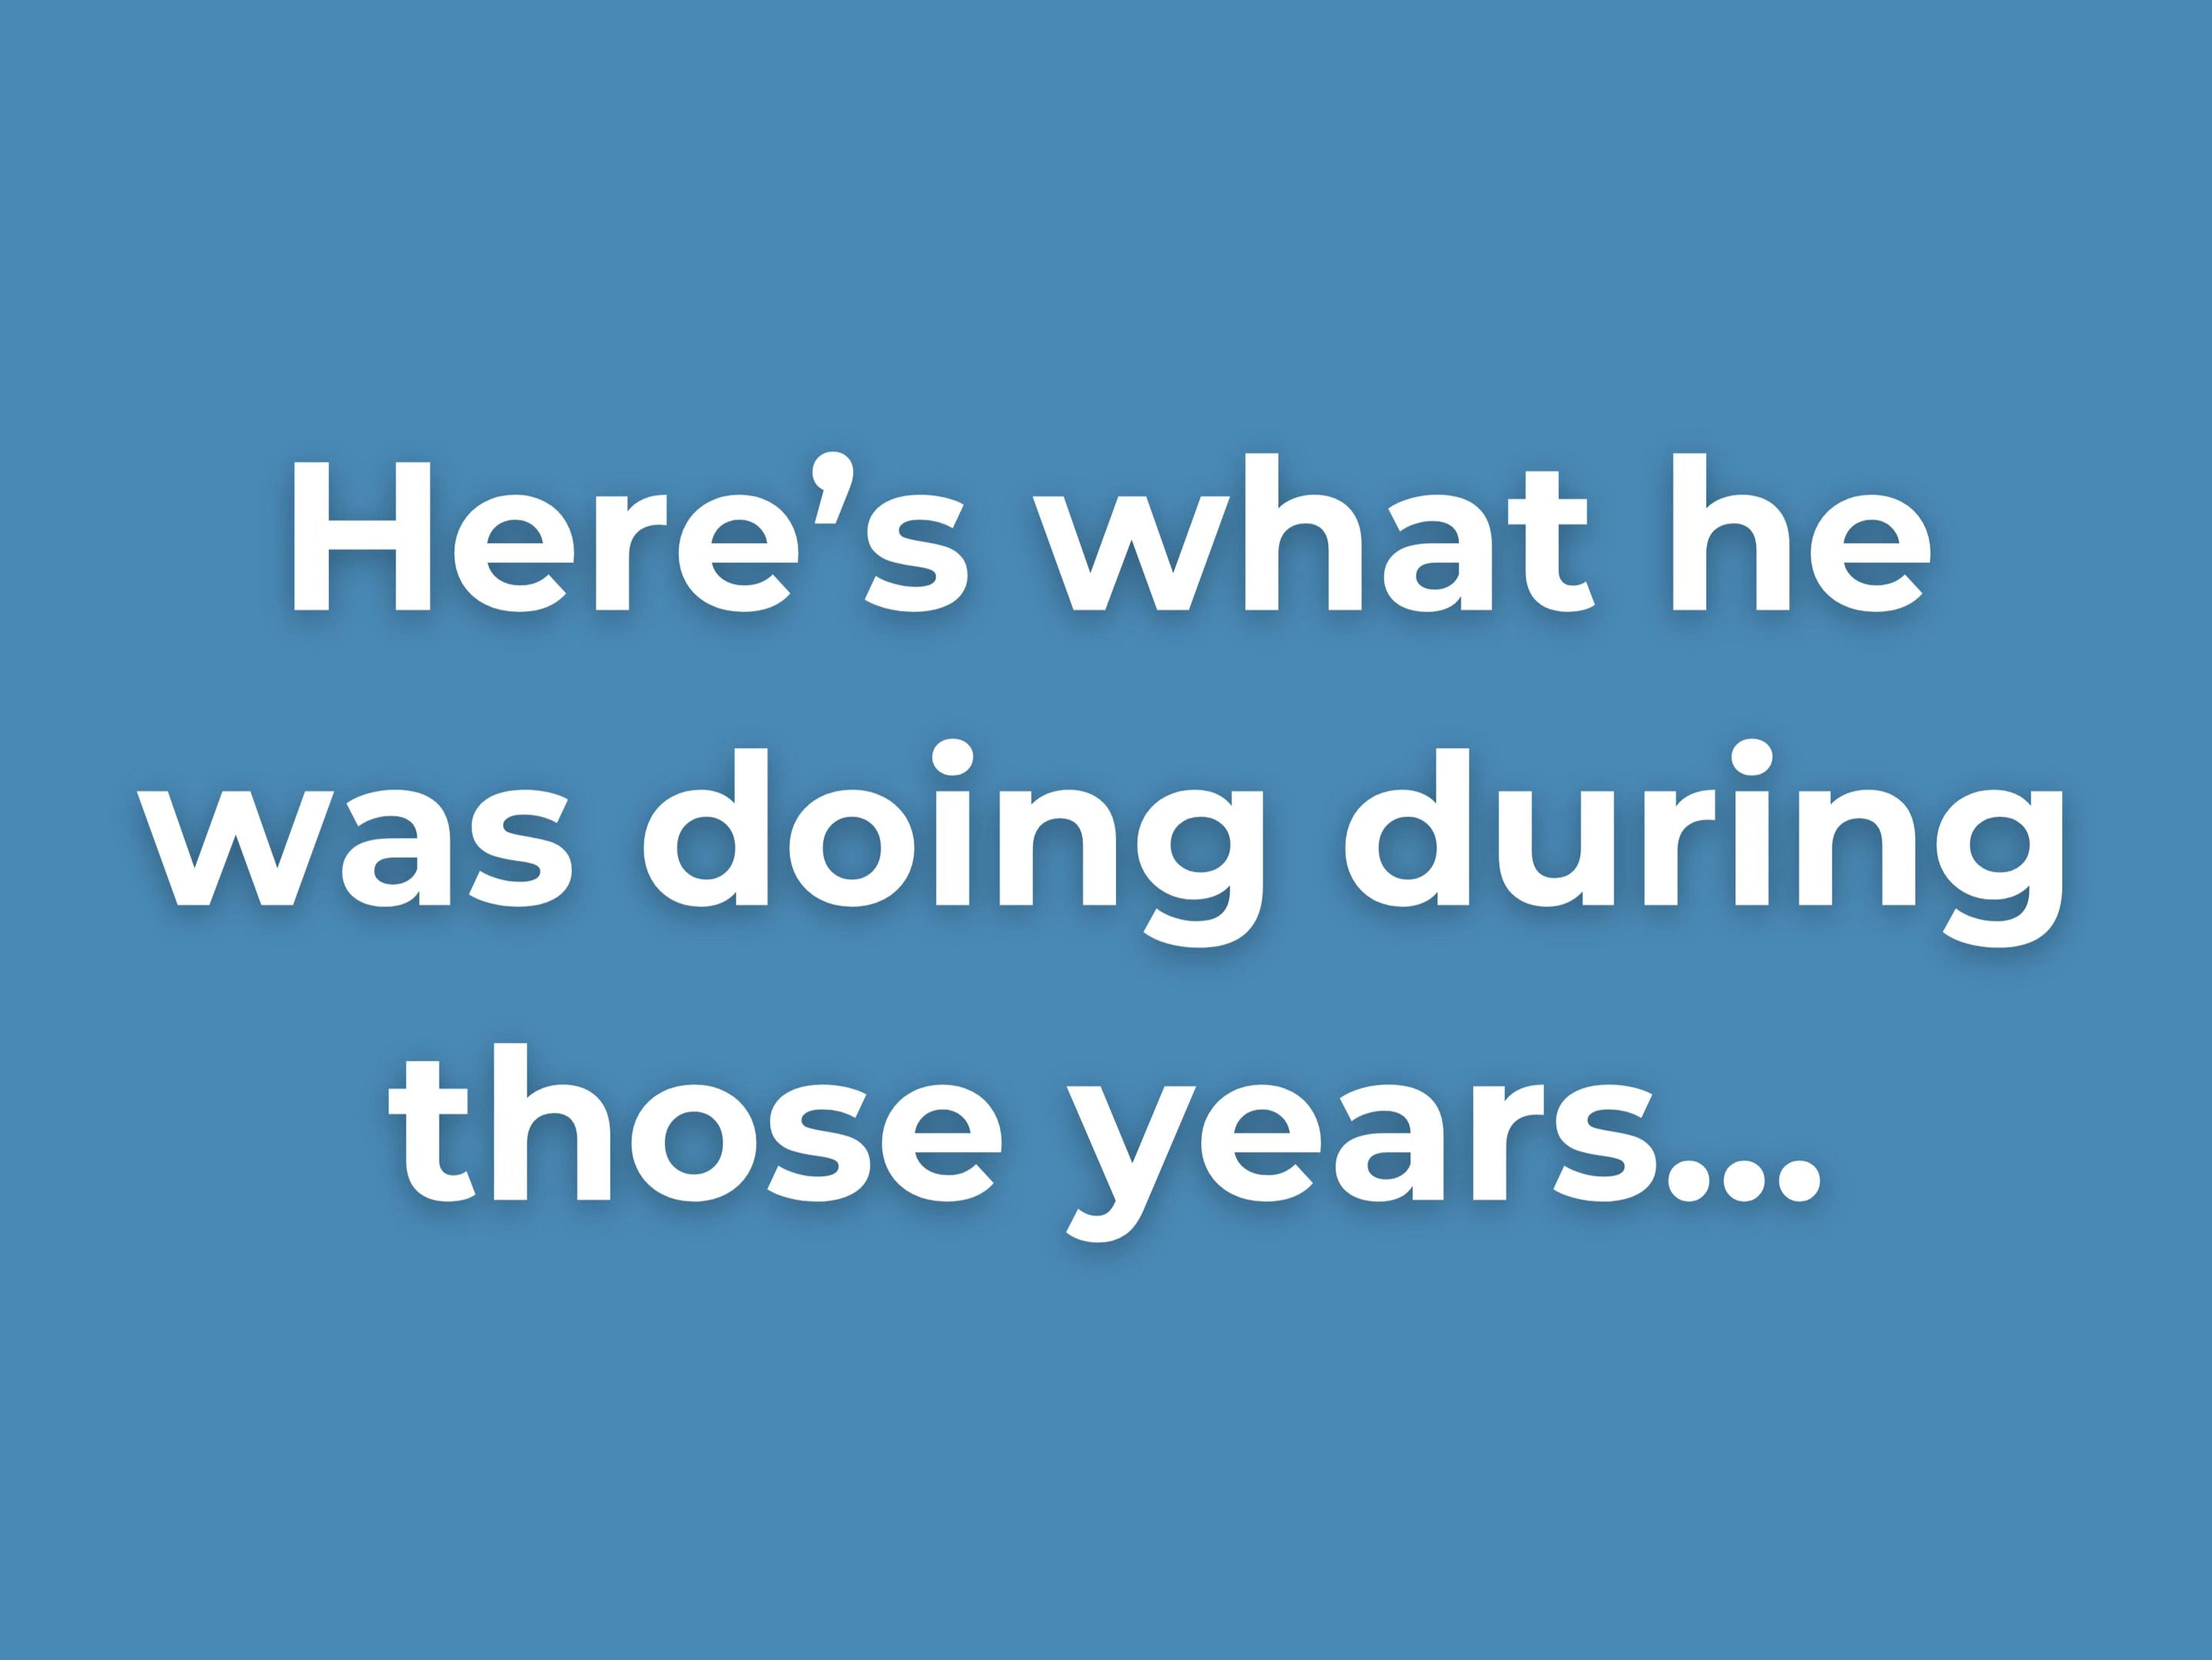 Here’s what he
was doing during
those years...